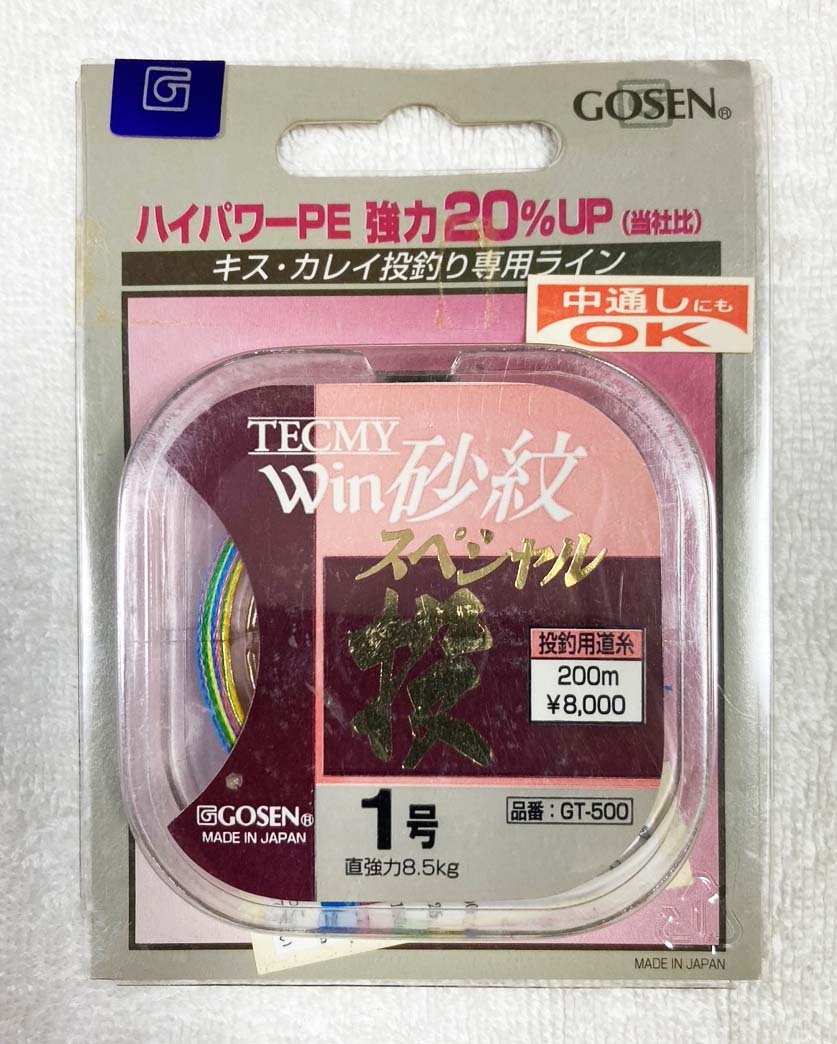 GOSEN®
ハイパワーPE 強力20%UP (当社比)
キス・カレイ投釣り専用ライン
中通しにも
OK
TECMY
Win砂紋
スペシャル
投
投釣用道糸
200m
¥8,000
GOSEN®
MADE IN JAPAN
1号
直強力8.5kg
品番:GT-500
MADE IN JAPAN